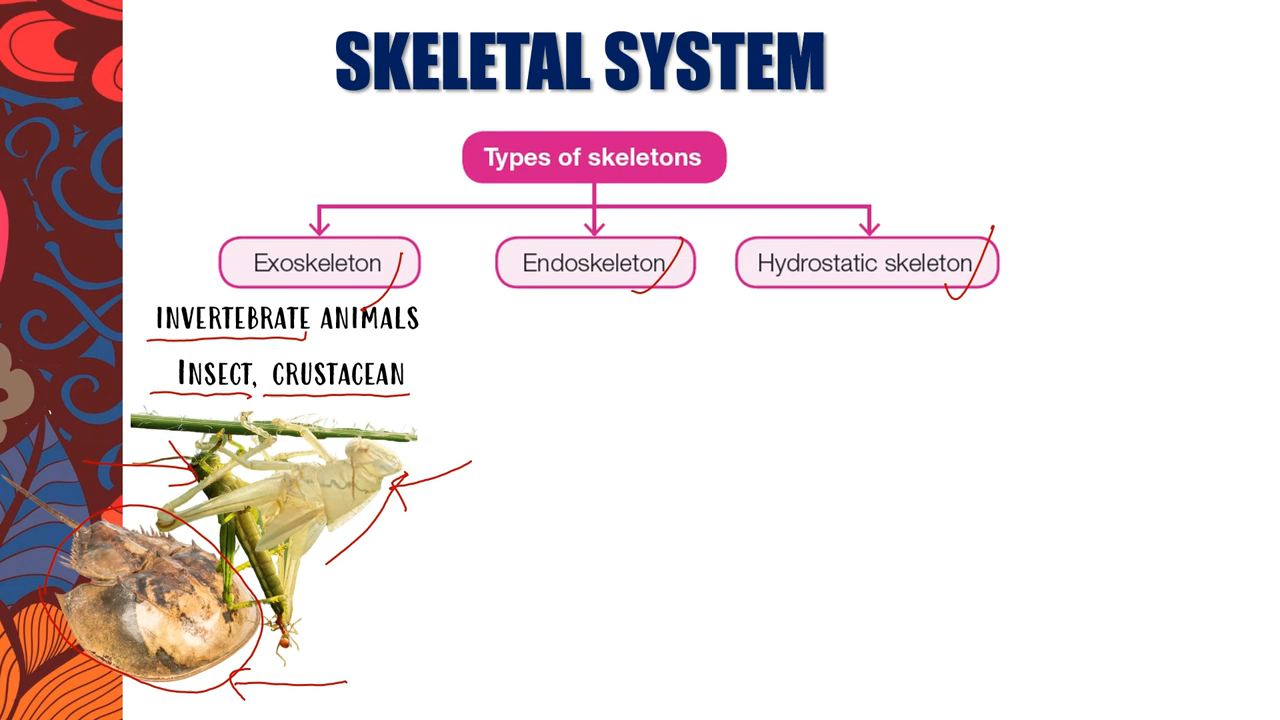 SKELETAL SYSTEM
Types of skeletons
Exoskeleton
Endoskeleton
Hydrostatic skeleton
INVERTEBRATE ANIMALS
INSECT, CRUSTACEAN